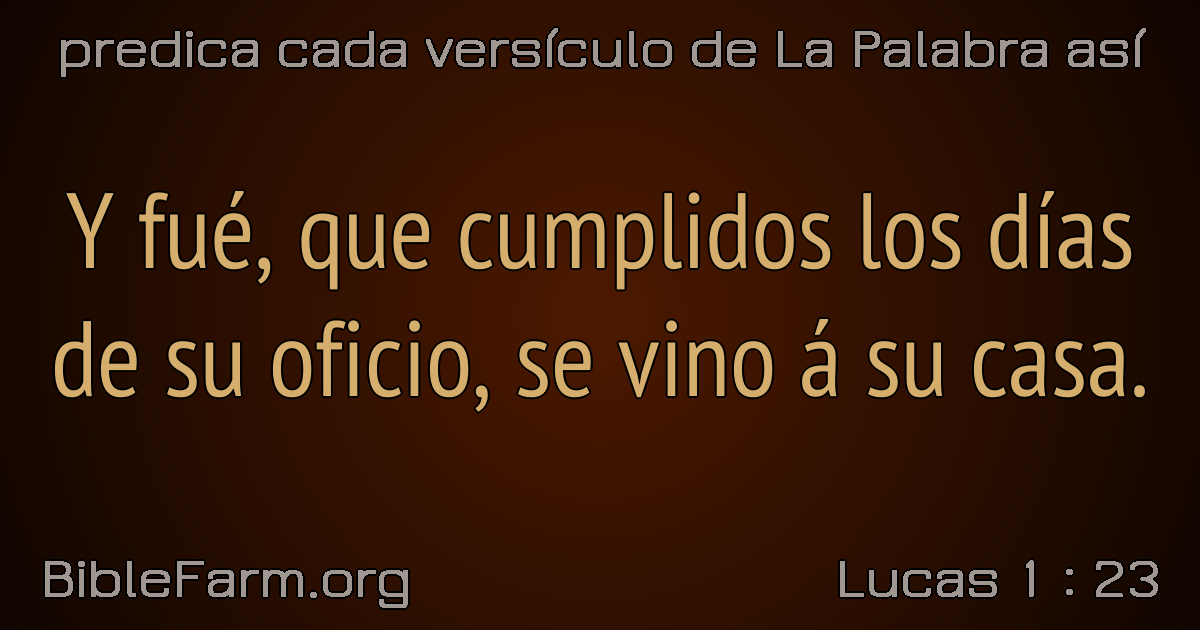 predica cada versículo de La Palabra así
Y fué, que cumplidos los días
de su oficio, se vino á su casa.
BibleFarm.org
Lucas 1 : 23